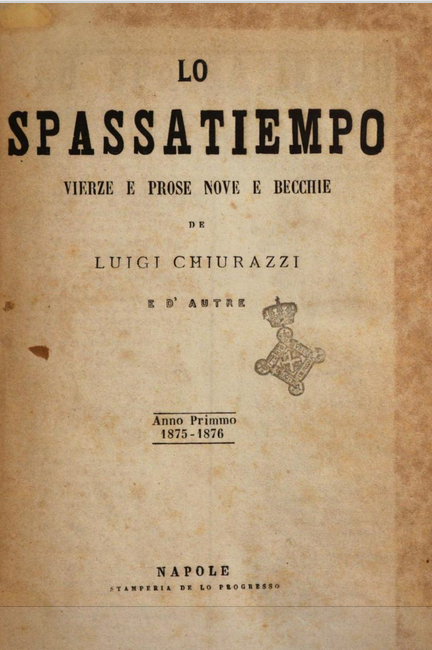 LO
SPASSATIEMPO
VIERZE E PROSE NOVE E BECCHIE
DE
LUIGI CHIURAZZI
E D' AUTRE
Anno Primmo
1875-1876
NAPOLE
STAMPERIA DE LO PROGRESSO